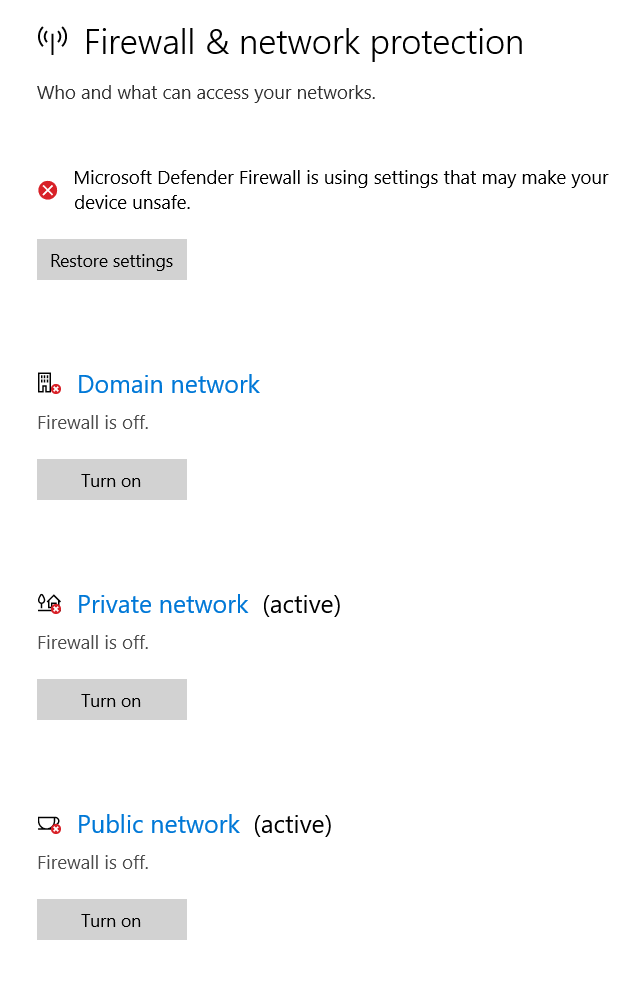 Firewall & network protection
Who and what can access your networks.
Microsoft Defender Firewall is using settings that may make your
device unsafe.
Restore settings
Domain network
Firewall is off.
Turn on
Private network (active)
Firewall is off.
Turn on
Public network (active)
Firewall is off.
Turn on